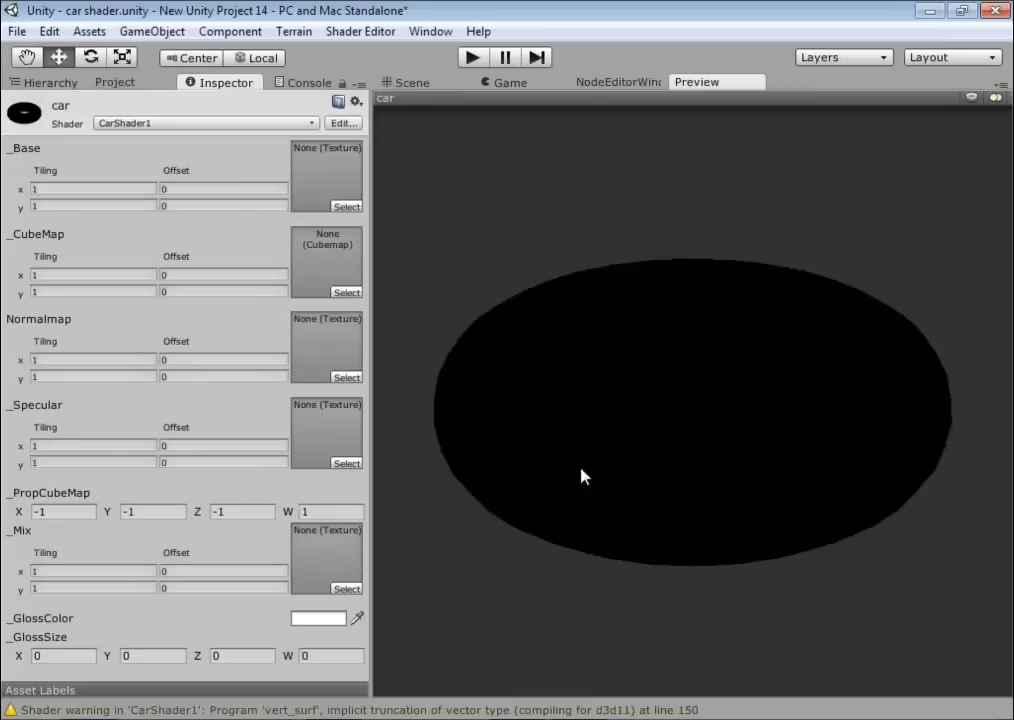 Unity - car shader.unity - New Unity Project 14 - PC and Mac Standalone*
File Edit Assets GameObject Component Terrain Shader Editor Window Help
Center Local Layers Layout
Hierarchy Project Inspector Console Scene Game NodeEditorWinc Preview
car
car
Shader CarShader1 Edit...
_Base None (Texture)
Tiling Offset
x 1 0
y 1 0 Select
_CubeMap None (Cubemap)
Tiling Offset
x 1 0
y 1 0 Select
Normalmap None (Texture)
Tiling Offset
x 1 0
y 1 0 Select
_Specular None (Texture)
Tiling Offset
x 1 0
y 1 0 Select
_PropCubeMap
X -1 Y -1 Z -1 W 1
_Mix None (Texture)
Tiling Offset
x 1 0
y 1 0 Select
_GlossColor
_GlossSize
X 0 Y 0 Z 0 W 0
Asset Labels
Shader warning in 'CarShader1': Program 'vert_surf', implicit truncation of vector type (compiling for d3d11) at line 150